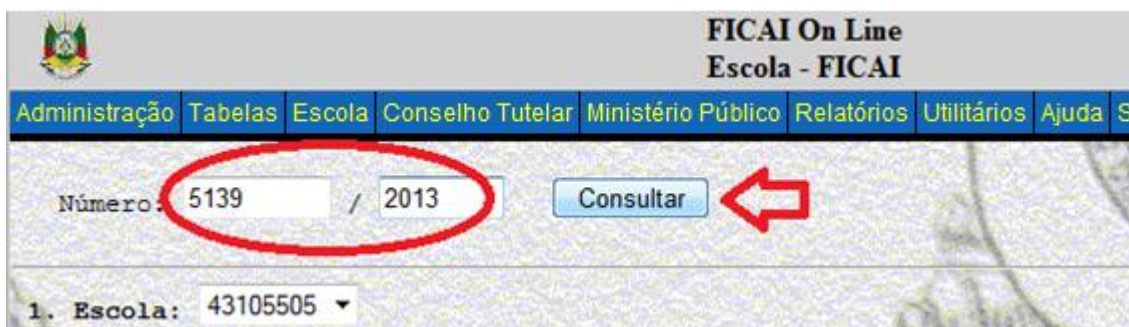 FICAI On Line
Escola - FICAI
Administração Tabelas Escola Conselho Tutelar Ministério Público Relatórios Utilitários Ajuda S
Número: 5139 / 2013 Consultar
1. Escola: 43105505